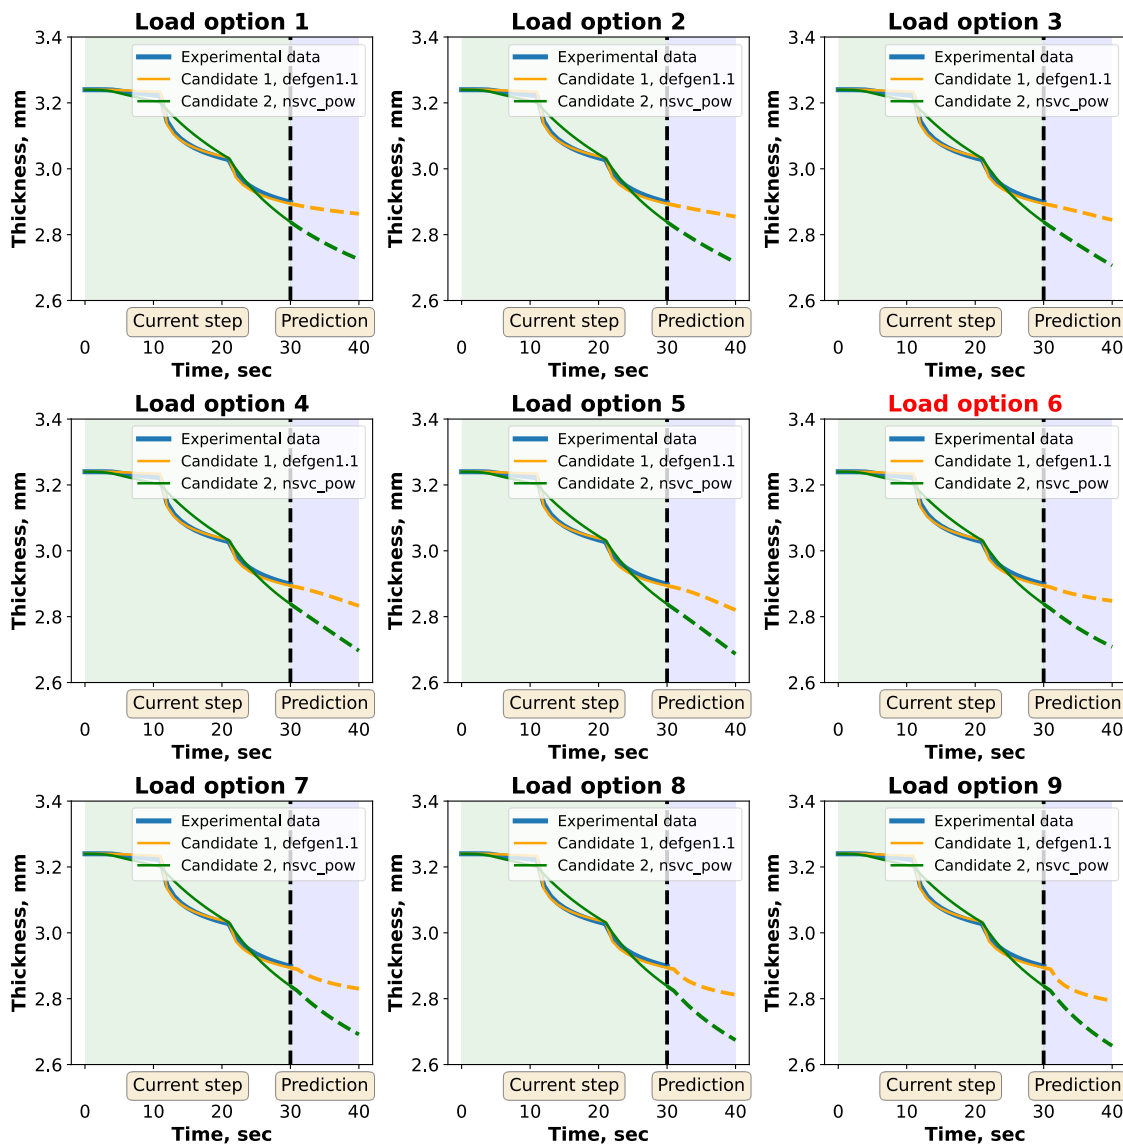 Load option 1
Load option 2
Load option 3
3.4
3.2
3.0
2.8
2.6
Thickness, mm
Experimental data
Candidate 1, defgen1.1
Candidate 2, nsvc_pow
Current step
Prediction
0
10
20
30
40
Time, sec
3.4
3.2
3.0
2.8
2.6
Thickness, mm
Experimental data
Candidate 1, defgen1.1
Candidate 2, nsvc_pow
Current step
Prediction
0
10
20
30
40
Time, sec
3.4
3.2
3.0
2.8
2.6
Thickness, mm
Experimental data
Candidate 1, defgen1.1
Candidate 2, nsvc_pow
Current step
Prediction
0
10
20
30
40
Time, sec
Load option 4
Load option 5
Load option 6
3.4
3.2
3.0
2.8
2.6
Thickness, mm
Experimental data
Candidate 1, defgen1.1
Candidate 2, nsvc_pow
Current step
Prediction
0
10
20
30
40
Time, sec
3.4
3.2
3.0
2.8
2.6
Thickness, mm
Experimental data
Candidate 1, defgen1.1
Candidate 2, nsvc_pow
Current step
Prediction
0
10
20
30
40
Time, sec
3.4
3.2
3.0
2.8
2.6
Thickness, mm
Experimental data
Candidate 1, defgen1.1
Candidate 2, nsvc_pow
Current step
Prediction
0
10
20
30
40
Time, sec
Load option 7
Load option 8
Load option 9
3.4
3.2
3.0
2.8
2.6
Thickness, mm
Experimental data
Candidate 1, defgen1.1
Candidate 2, nsvc_pow
Current step
Prediction
0
10
20
30
40
Time, sec
3.4
3.2
3.0
2.8
2.6
Thickness, mm
Experimental data
Candidate 1, defgen1.1
Candidate 2, nsvc_pow
Current step
Prediction
0
10
20
30
40
Time, sec
3.4
3.2
3.0
2.8
2.6
Thickness, mm
Experimental data
Candidate 1, defgen1.1
Candidate 2, nsvc_pow
Current step
Prediction
0
10
20
30
40
Time, sec